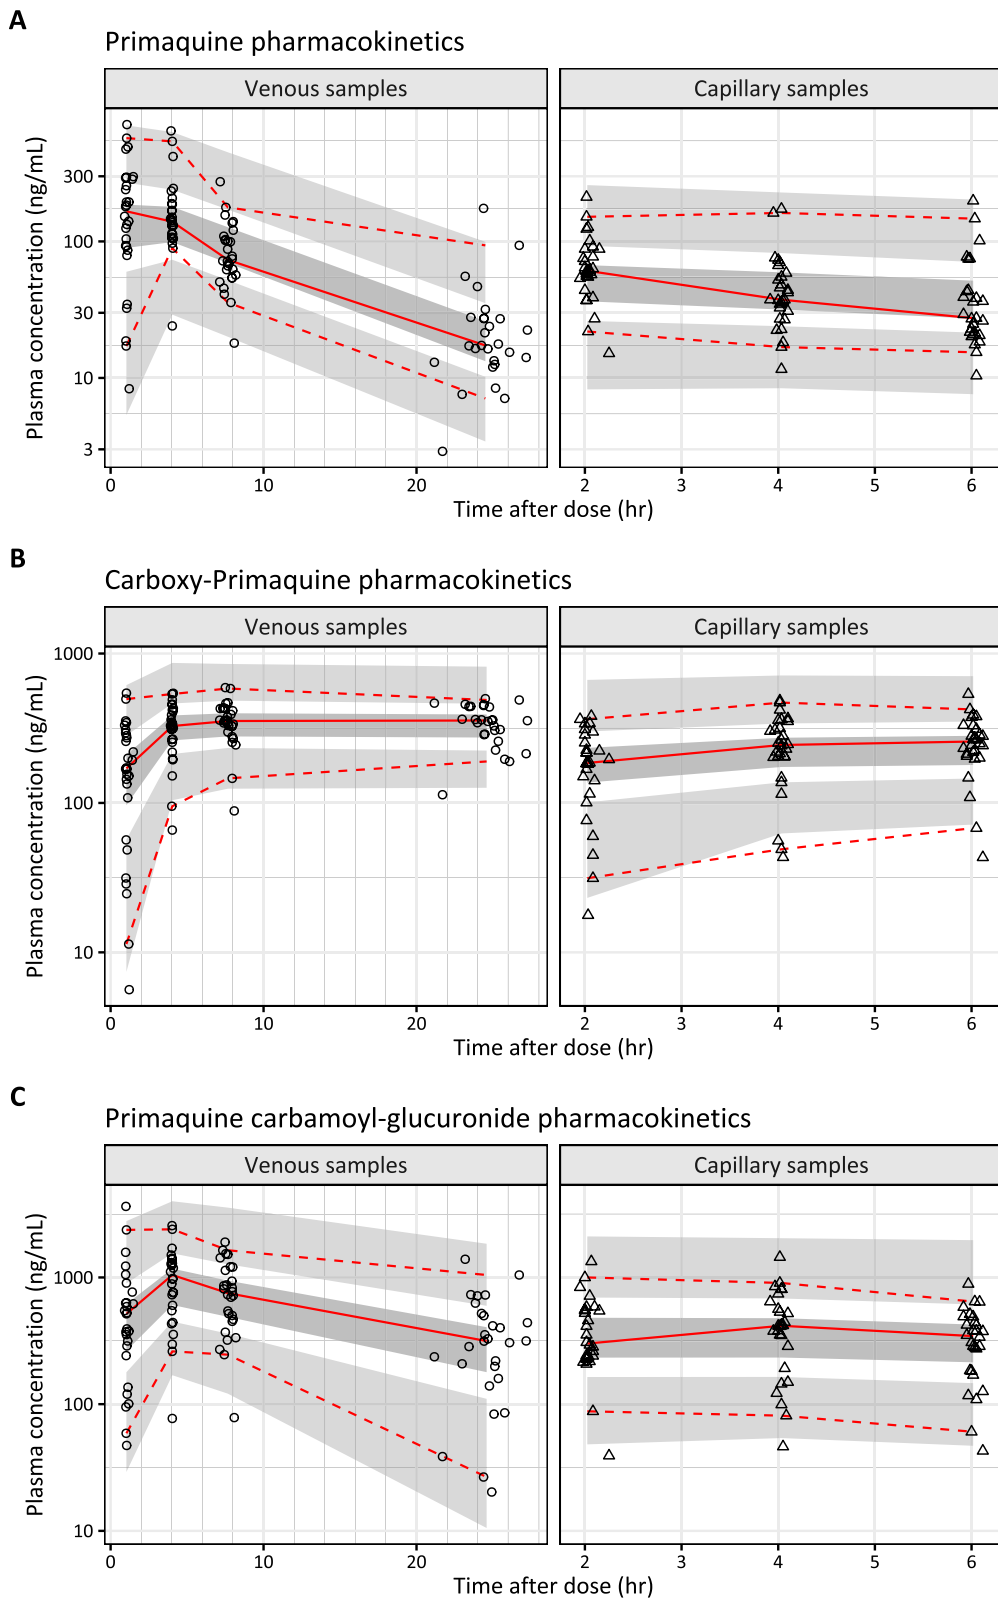 A
Primaquine pharmacokinetics
Venous samples
Capillary samples
Plasma concentration (ng/mL)
300
100
30
10
3
0 10 20
2 3 4 5 6
Time after dose (hr)
B
Carboxy-Primaquine pharmacokinetics
Venous samples
Capillary samples
Plasma concentration (ng/mL)
1000
100
10
0 10 20
2 3 4 5 6
Time after dose (hr)
C
Primaquine carbamoyl-glucuronide pharmacokinetics
Venous samples
Capillary samples
Plasma concentration (ng/mL)
1000
100
10
0 10 20
2 3 4 5 6
Time after dose (hr)